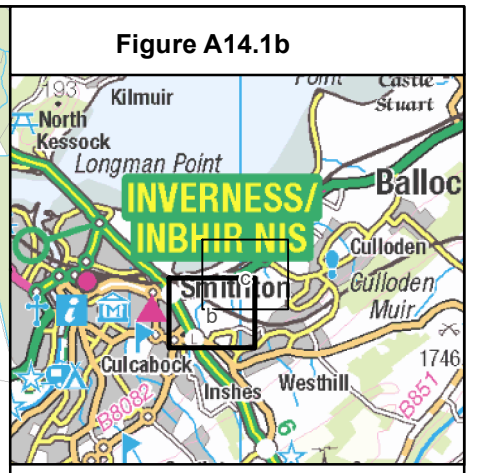 Figure A14.1b
193
Kilmuir
Point
Castle
Stuart
North
Kessock
Longman Point
INVERNESS/
INBHIR NIS
Balloc
Culloden
Smithton
c
b
L
Culloden
Muir
1746
Culcabock
Inshes
Westhill
B8082
B851
9